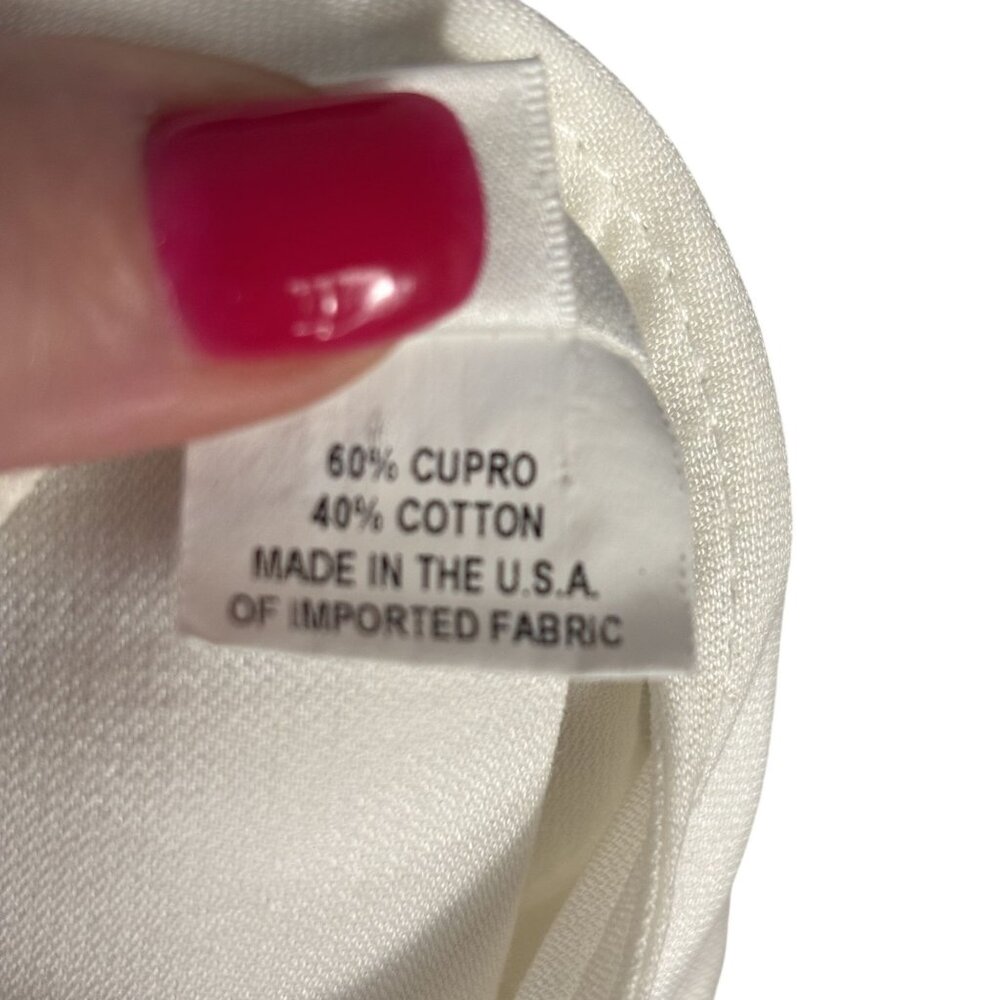 60% CUPRO
40% COTTON
MADE IN THE U.S.A.
OF IMPORTED FABRIC